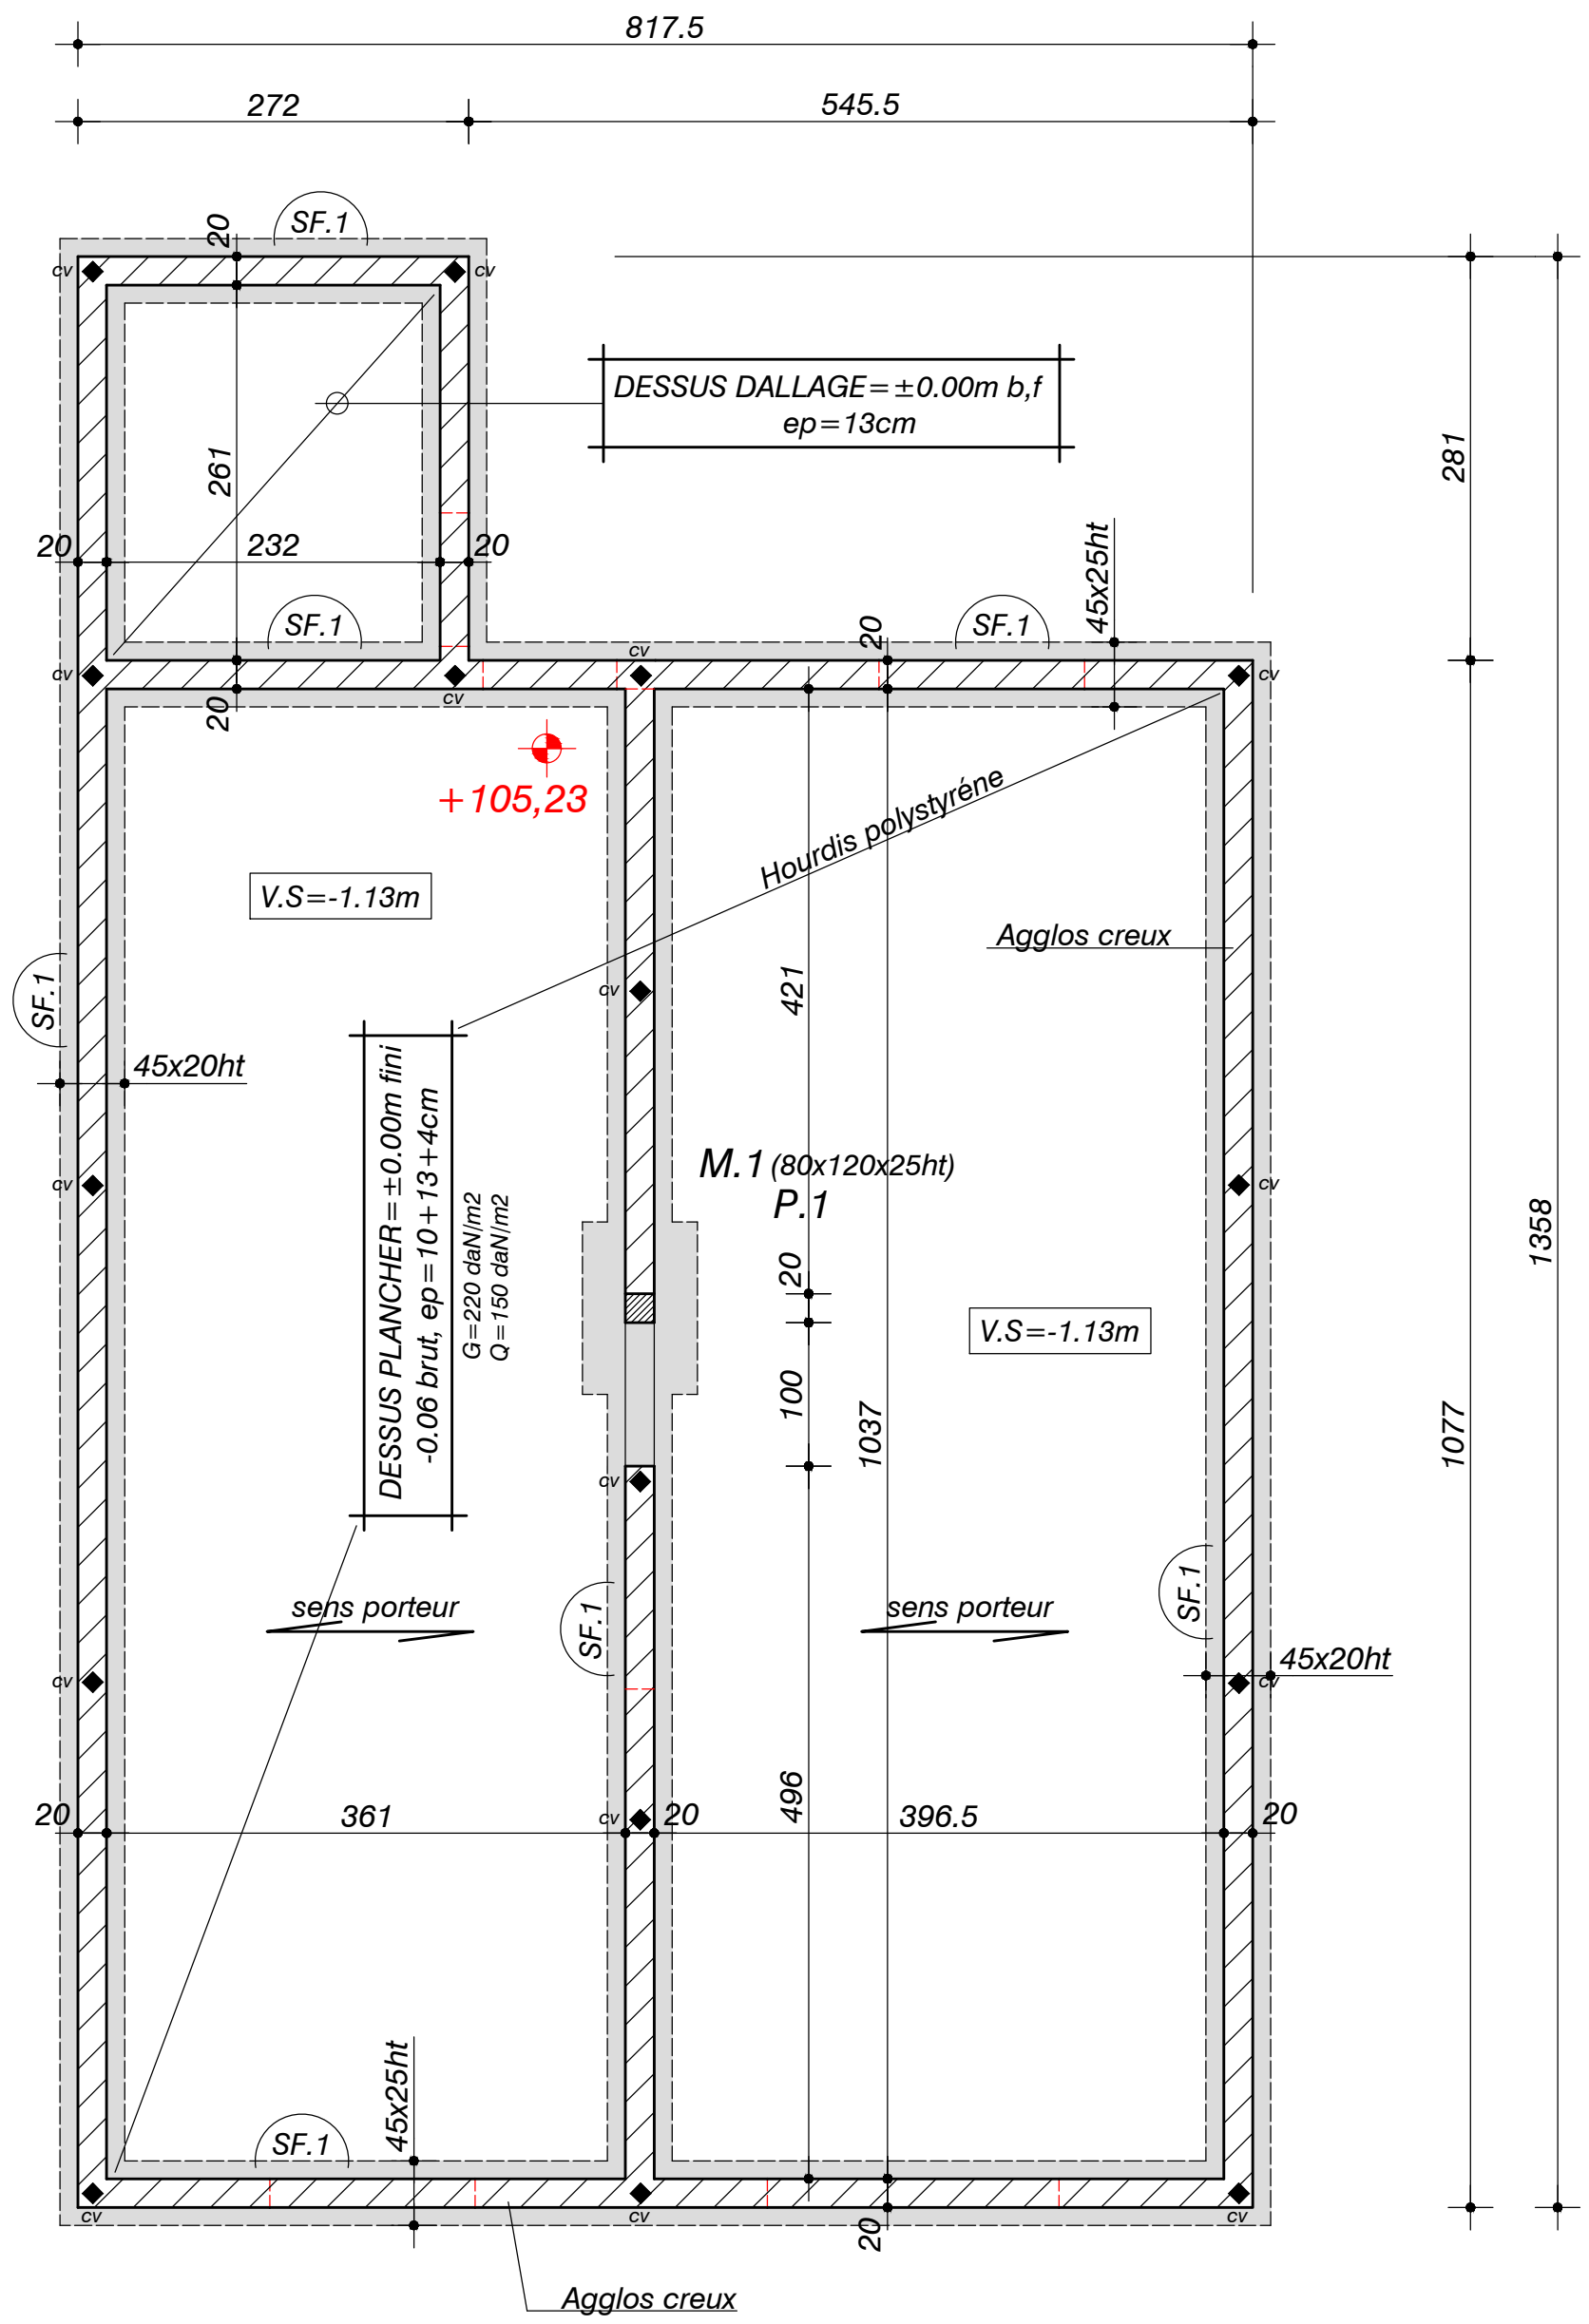 817.5
272
545.5
SF.1
20
cv
cv
DESSUS DALLAGE=±0.00m b,f
ep=13cm
261
281
20
232
20
45x25ht
SF.1
SF.1
20
cv
cv
cv
cv
20
+105,23
Hourdis polystyréne
V.S=-1.13m
Agglos creux
SF.1
cv
421
45x20ht
DESSUS PLANCHER=±0.00m fini
-0.06 brut, ep=10+13+4cm
G=220 daN/m2
Q=150 daN/m2
M.1 (80x120x25ht)
P.1
cv
cv
20
1358
V.S=-1.13m
100
1037
1077
cv
sens porteur
SF.1
sens porteur
SF.1
45x20ht
cv
cv
496
20
361
cv
20
396.5
20
45x25ht
SF.1
cv
cv
20
cv
Agglos creux